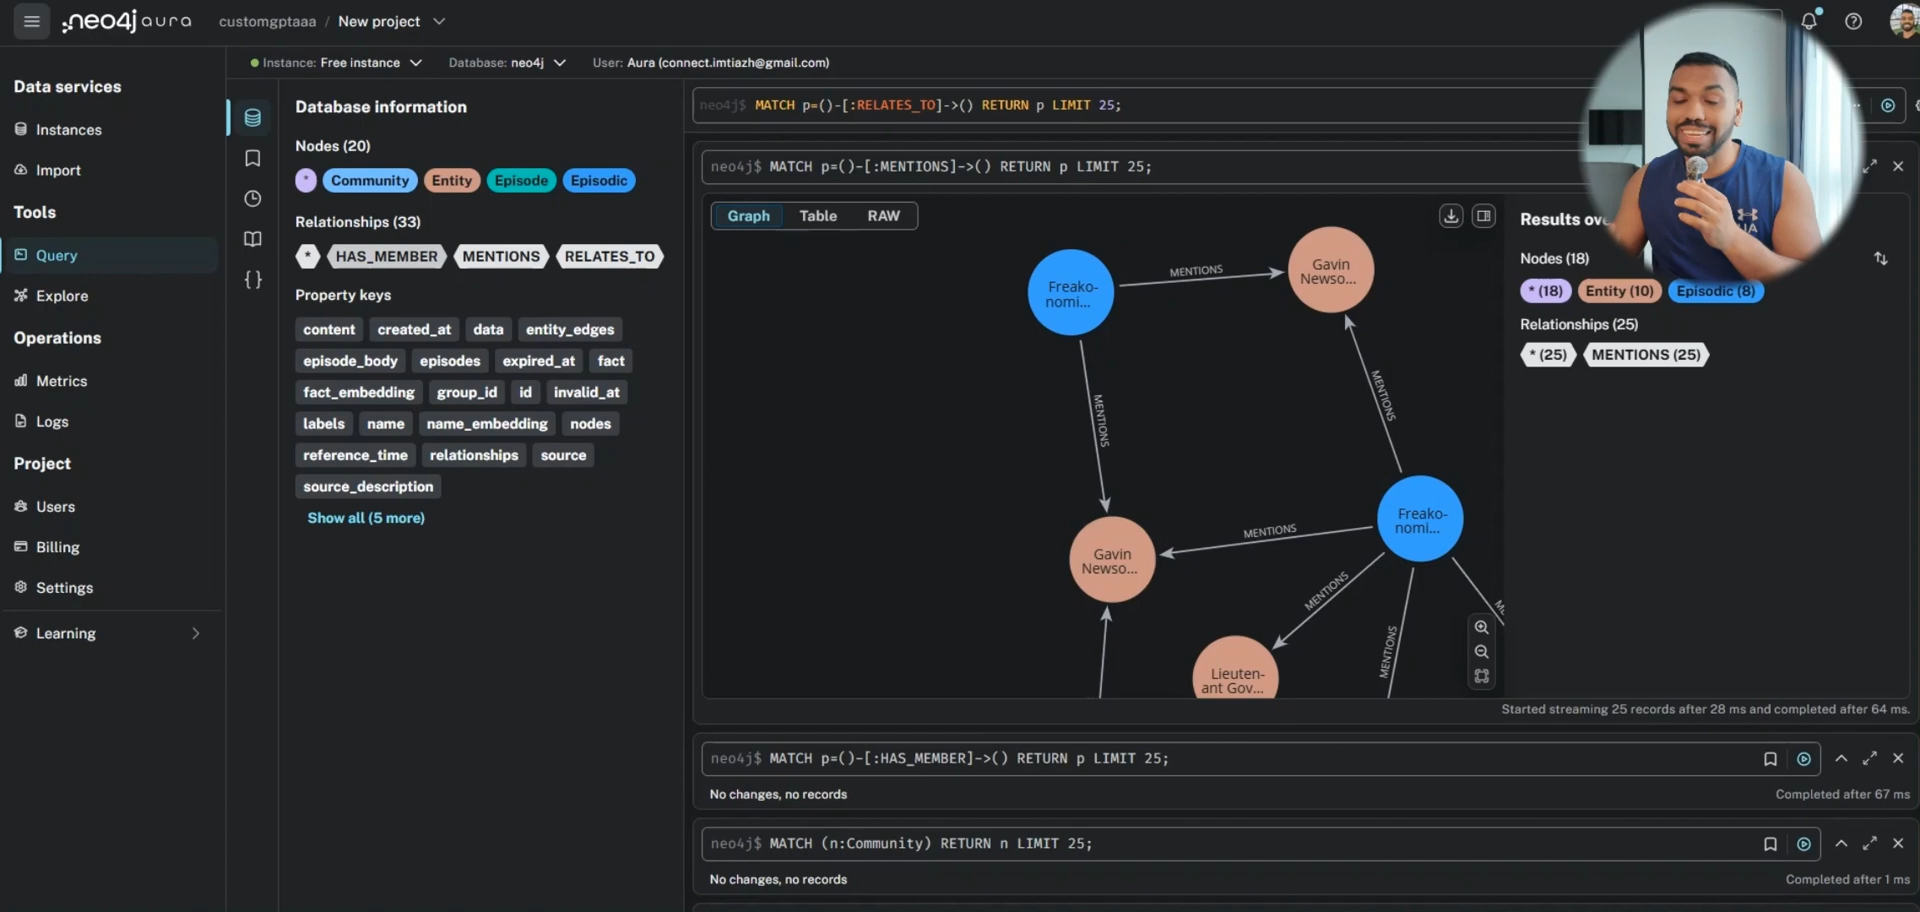 neo4j aura
customgptaaa / New project
Instance: Free instance
Database: neo4j
User: Aura (connect.imtiazh@gmail.com)
Data services
Instances
Import
Tools
Query
Explore
Operations
Metrics
Logs
Project
Users
Billing
Settings
Learning
Database information
Nodes (20)
* Community Entity Episode Episodic
Relationships (33)
* HAS_MEMBER MENTIONS RELATES_TO
Property keys
content created_at data entity_edges
episode_body episodes expired_at fact
fact_embedding group_id id invalid_at
labels name name_embedding nodes
reference_time relationships source
source_description
Show all (5 more)
neo4j$ MATCH p=()-[:RELATES_TO]->() RETURN p LIMIT 25;
neo4j$ MATCH p=()-[:MENTIONS]->() RETURN p LIMIT 25;
Graph Table RAW
Freako-
nomi...
MENTIONS
Gavin
Newso...
MENTIONS
MENTIONS
Freako-
nomi...
MENTIONS
Gavin
Newso...
MENTIONS
MENTIONS
Lieuten-
ant Gov...
Results
Nodes (18)
* (18) Entity (10) Episodic (8)
Relationships (25)
* (25) MENTIONS (25)
Started streaming 25 records after 28 ms and completed after 64 ms.
neo4j$ MATCH p=()-[:HAS_MEMBER]->() RETURN p LIMIT 25;
No changes, no records
Completed after 67 ms
neo4j$ MATCH (n:Community) RETURN n LIMIT 25;
No changes, no records
Completed after 1 ms